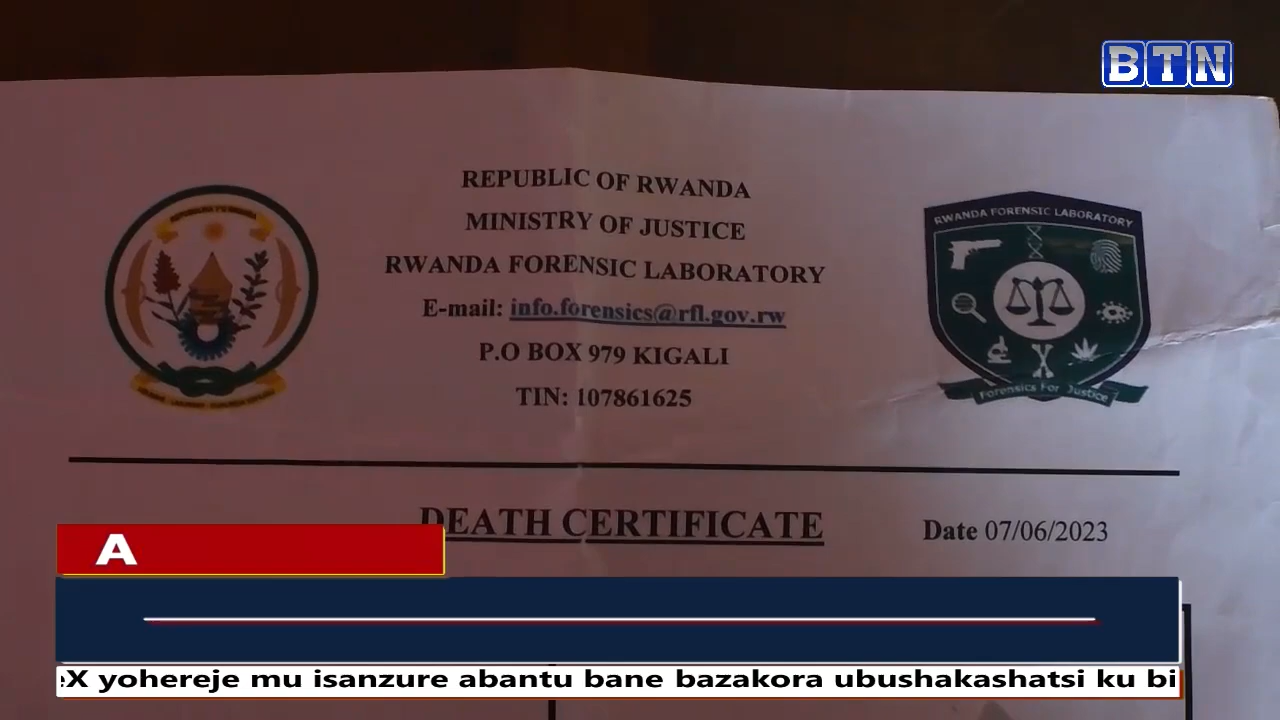 BTN
REPUBLIC OF RWANDA
MINISTRY OF JUSTICE
RWANDA FORENSIC LABORATORY
E-mail: info.forensics@rfl.gov.rw
P.O BOX 979 KIGALI
TIN: 107861625
RWANDA FORENSIC LABORATORY
Forensics For Justice
DEATH CERTIFICATE
Date 07/06/2023
A
eX yohereje mu isanzure abantu bane bazakora ubushakashatsi ku bi